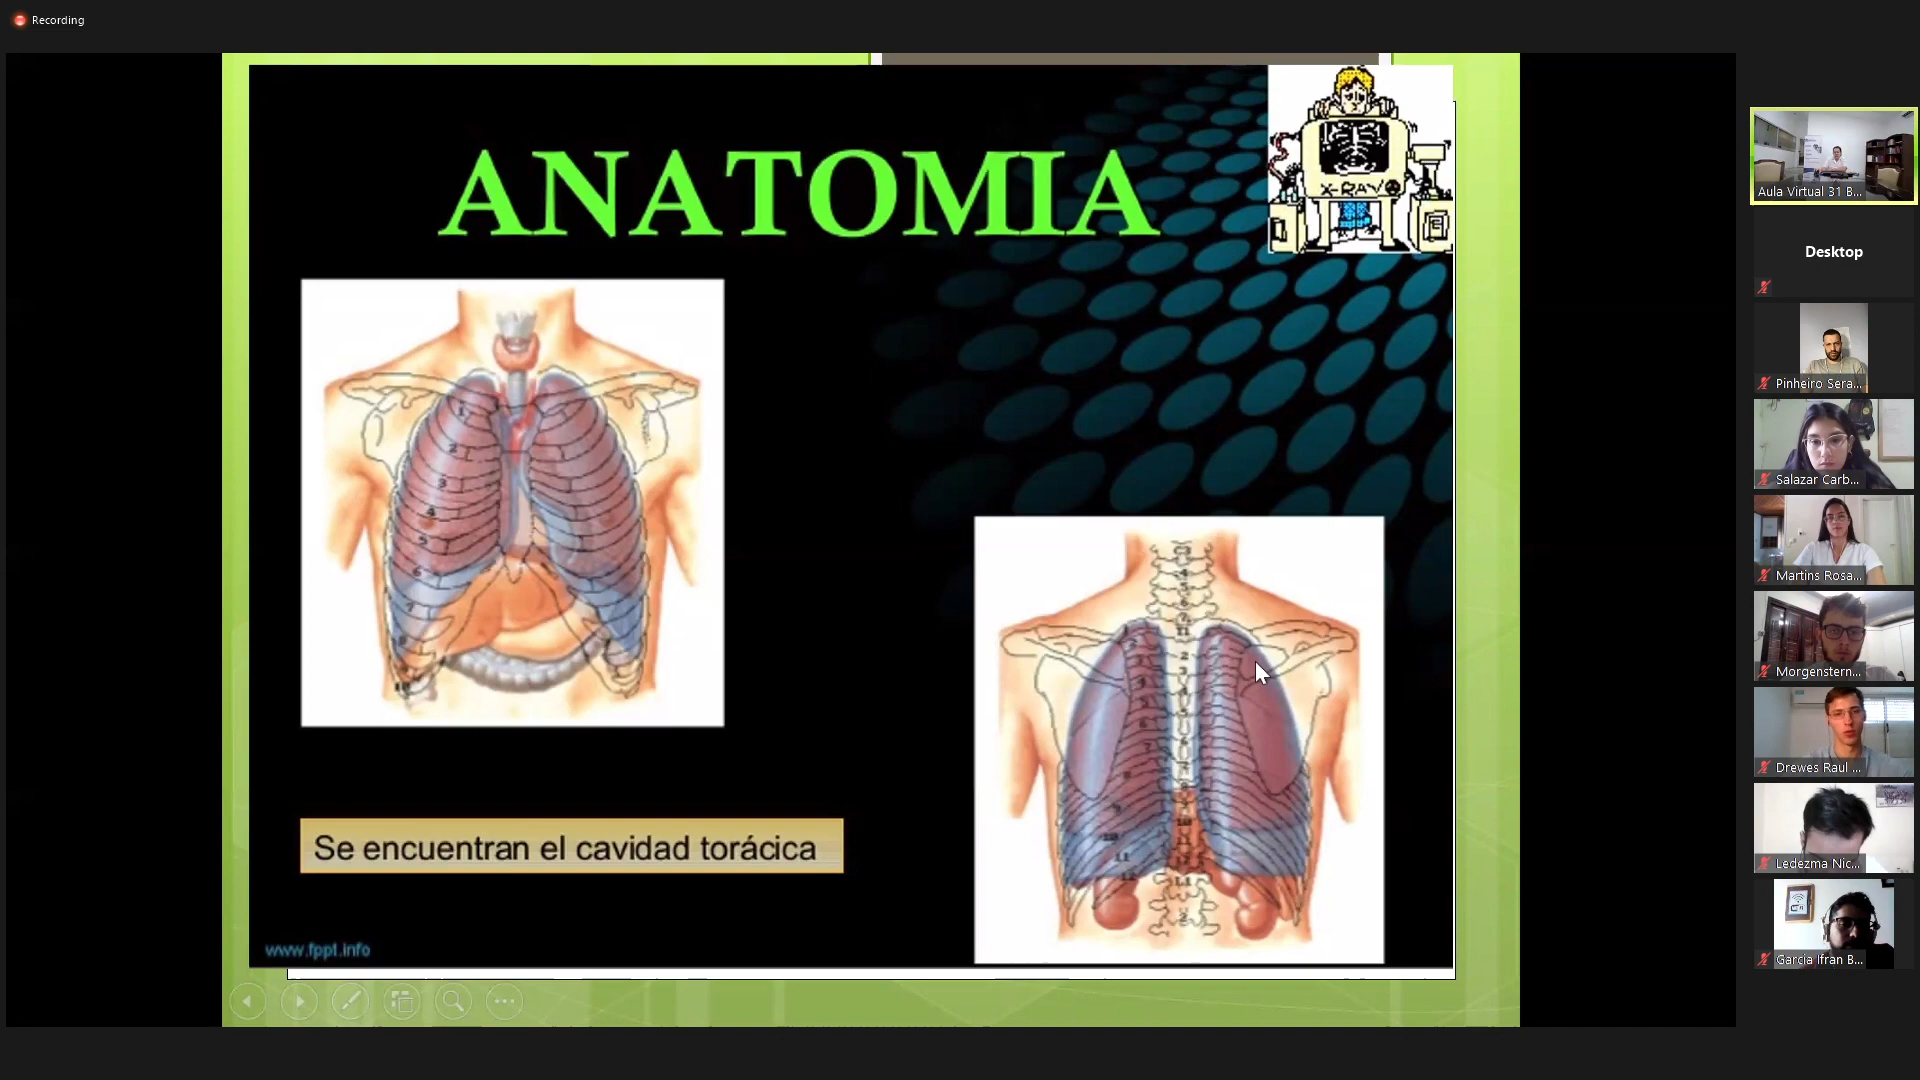 Recording
ANATOMIA
X-RAY
Se encuentran el cavidad torácica
www.fppt.info
Aula Virtual 31 B...
Desktop
Pinheiro Sera...
Salazar Carb...
Martins Rosa...
Morgenstern...
Drewes Raul ...
Ledezma Nic...
Garcia Ifran B...